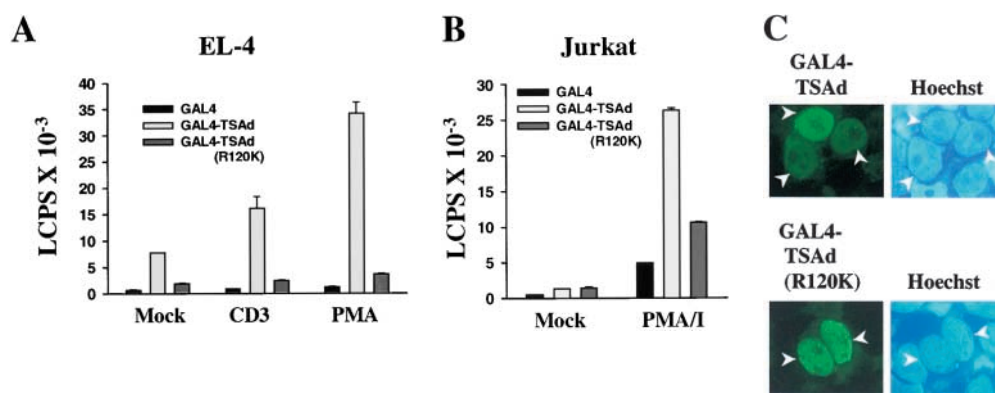 A
EL-4
LCPS X 10-3
40
35
30
25
20
15
10
5
0
GAL4
GAL4-TSAd
GAL4-TSAd
(R120K)
Mock CD3 PMA
B
Jurkat
LCPS X 10-3
30
25
20
15
10
5
0
GAL4
GAL4-TSAd
GAL4-TSAd
(R120K)
Mock PMA/I
C
GAL4-
TSAd
Hoechst
GAL4-
TSAd
(R120K)
Hoechst